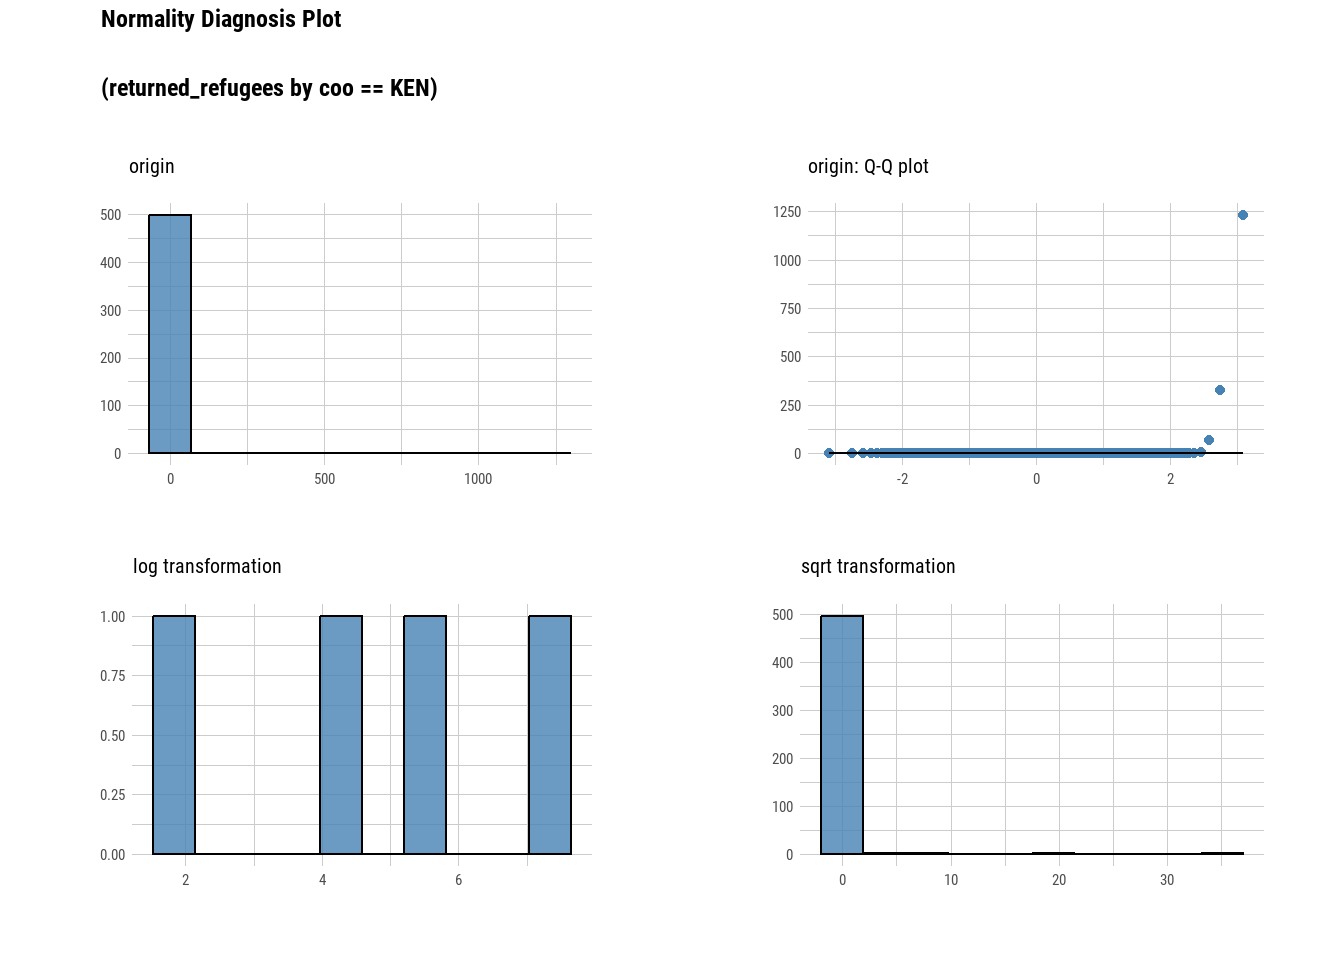 Normality Diagnosis Plot
(returned_refugees by coo == KEN)
origin
500
400
300
200
100
0
0 500 1000
origin: Q-Q plot
1250
1000
750
500
250
0
-2 0 2
log transformation
1.00
0.75
0.50
0.25
0.00
2 4 6
sqrt transformation
500
400
300
200
100
0
0 10 20 30